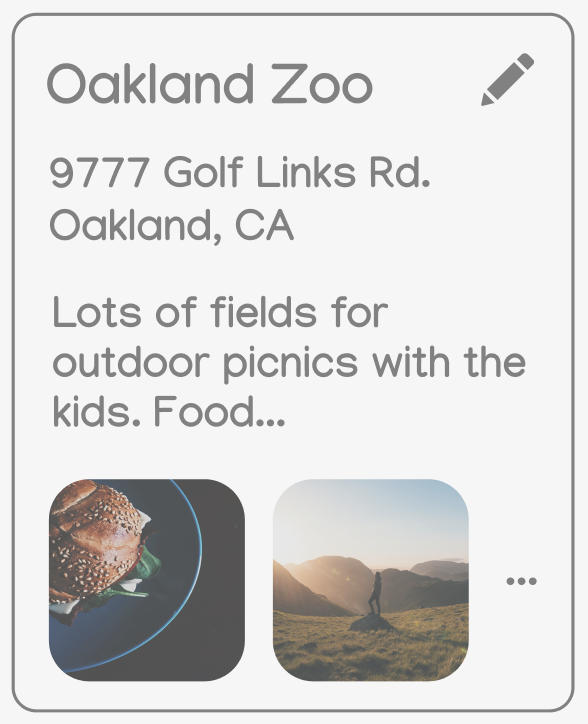 Oakland Zoo
9777 Golf Links Rd.
Oakland, CA
Lots of fields for
outdoor picnics with the
kids. Food...